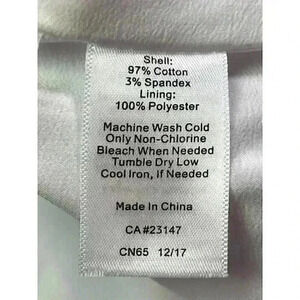 Shell:
97% Cotton
3% Spandex
Lining:
100% Polyester
Machine Wash Cold
Only Non-Chlorine
Bleach When Needed
Tumble Dry Low
Cool Iron, If Needed
Made In China
CA#23147
CN65 12/17